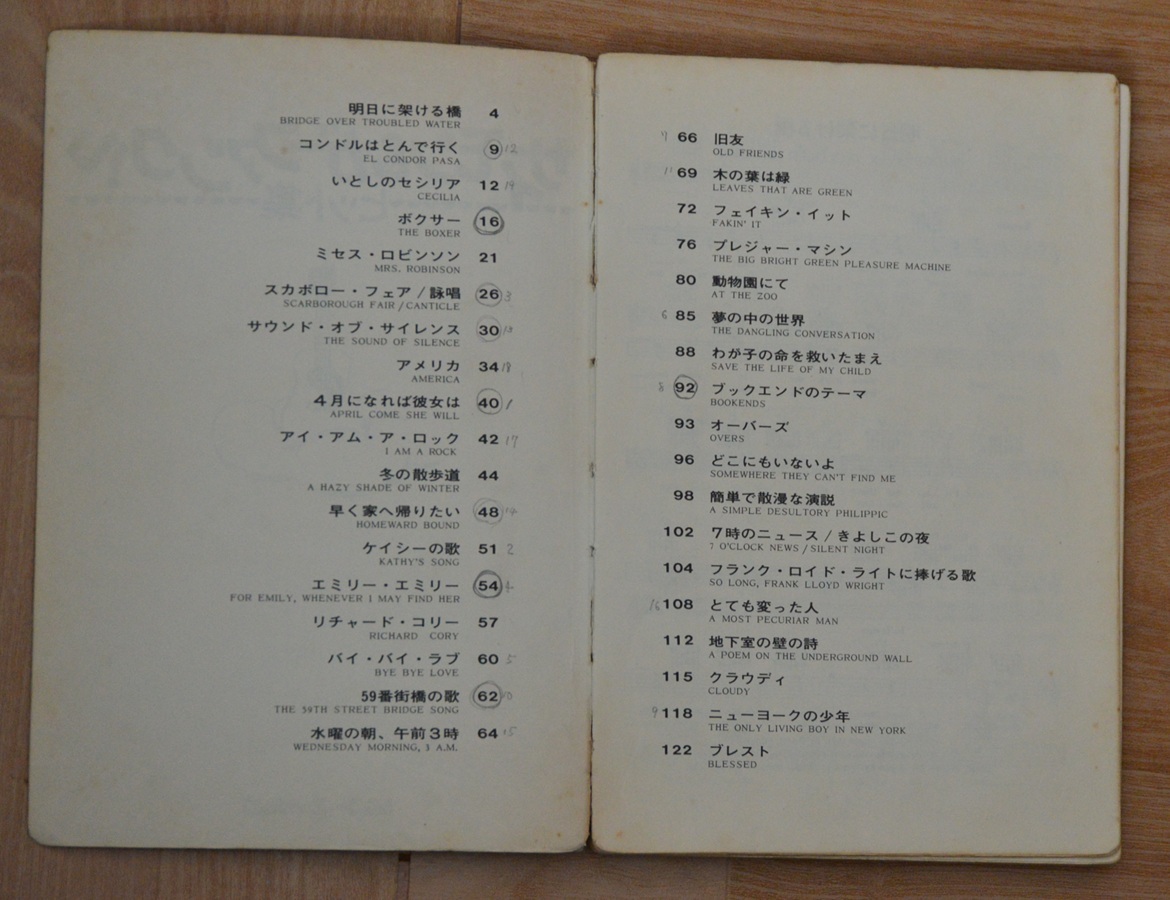 明日に架ける橋 4
BRIDGE OVER TROUBLED WATER
コンドルはとんで行く 9 12
EL CONDOR PASA
いとしのセシリア 12 19
CECILIA
ボクサー 16
THE BOXER
ミセス・ロビンソン 21
MRS. ROBINSON
スカボロー・フェア/詠唱 26 3
SCARBOROUGH FAIR/CANTICLE
サウンド・オブ・サイレンス 30
THE SOUND OF SILENCE
アメリカ 34
AMERICA
4月になれば彼女は 40 1
APRIL COME SHE WILL
アイ・アム・ア・ロック 42 17
I AM A ROCK
冬の散歩道 44
A HAZY SHADE OF WINTER
早く家へ帰りたい 48 14
HOMEWARD BOUND
ケイシーの歌 51 2
KATHY'S SONG
エミリー・エミリー 54
FOR EMILY, WHENEVER I MAY FIND HER
リチャード・コリー 57
RICHARD CORY
バイ・バイ・ラブ 60 5
BYE BYE LOVE
59番街橋の歌 62
THE 59TH STREET BRIDGE SONG
水曜の朝、午前3時 64 15
WEDNESDAY MORNING, 3 A.M.
66 旧友
OLD FRIENDS
11 69 木の葉は緑
LEAVES THAT ARE GREEN
72 フェイキン・イット
FAKIN' IT
76 プレジャー・マシン
THE BIG BRIGHT GREEN PLEASURE MACHINE
80 動物園にて
AT THE ZOO
6 85 夢の中の世界
THE DANGLING CONVERSATION
88 わが子の命を救いたまえ
SAVE THE LIFE OF MY CHILD
8 92 ブックエンドのテーマ
BOOKENDS
93 オーバーズ
OVERS
96 どこにもいないよ
SOMEWHERE THEY CAN'T FIND ME
98 簡単で散漫な演説
A SIMPLE DESULTORY PHILIPPIC
102 7時のニュース/きよしこの夜
7 O'CLOCK NEWS/SILENT NIGHT
104 フランク・ロイド・ライトに捧げる歌
SO LONG, FRANK LLOYD WRIGHT
16 108 とても変った人
A MOST PECURIAR MAN
112 地下室の壁の詩
A POEM ON THE UNDERGROUND WALL
115 クラウディ
CLOUDY
9 118 ニューヨークの少年
THE ONLY LIVING BOY IN NEW YORK
122 ブレスト
BLESSED